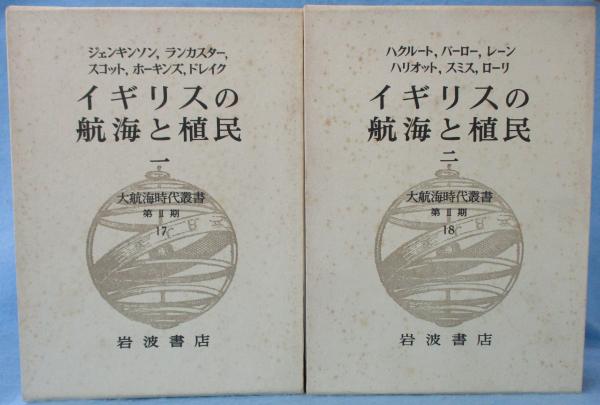 ジェンキンソン, ランカスター,
スコット, ホーキンズ, ドレイク
イギリスの
航海と植民
一
大航海時代叢書
第Ⅱ期
17
岩波書店
ハクルート, バーロー, レーン
ハリオット, スミス, ローリ
イギリスの
航海と植民
二
大航海時代叢書
第Ⅱ期
18
岩波書店